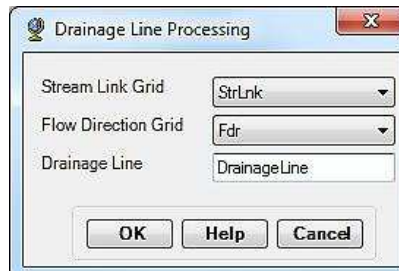 Drainage Line Processing
Stream Link Grid StrLnk
Flow Direction Grid Fdr
Drainage Line DrainageLine
OK Help Cancel